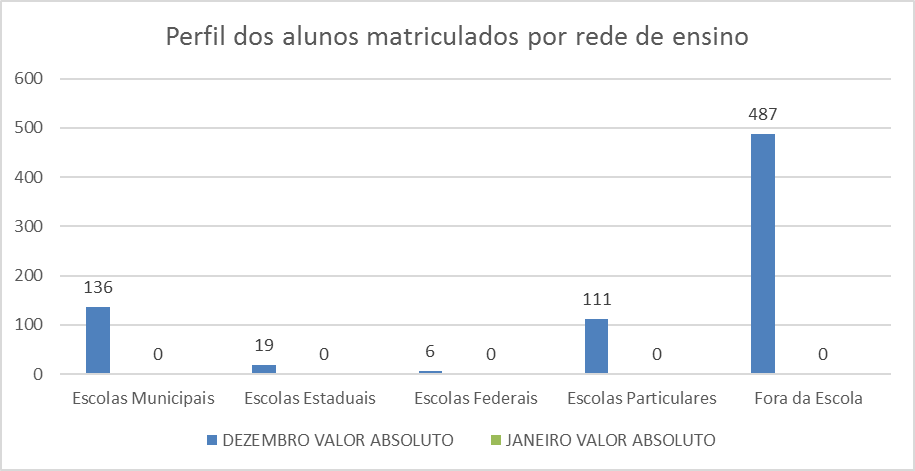 Perfil dos alunos matriculados por rede de ensino
600
500
400
300
200
100
0
136
0
19
0
6
0
111
0
487
0
Escolas Municipais
Escolas Estaduais
Escolas Federais
Escolas Particulares
Fora da Escola
DEZEMBRO VALOR ABSOLUTO
JANEIRO VALOR ABSOLUTO